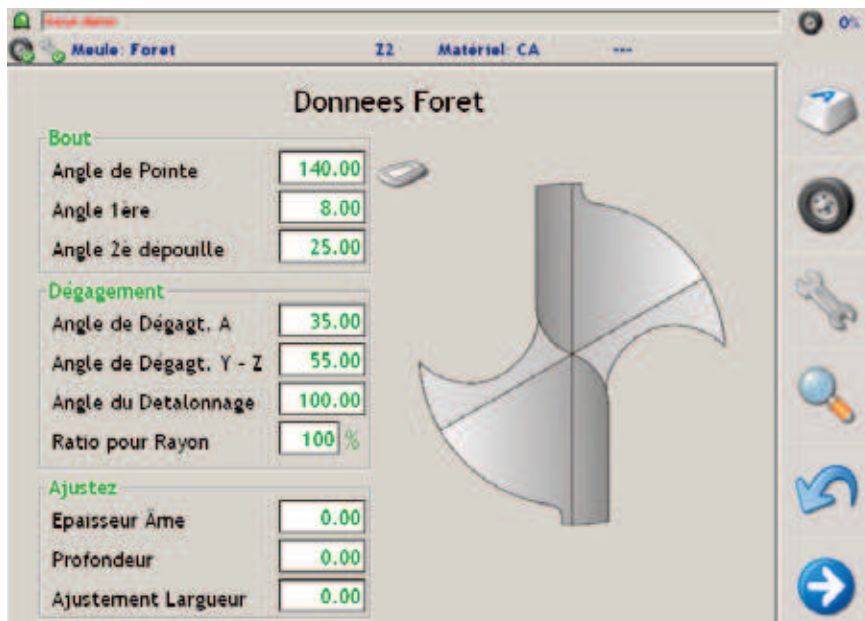 0%
Meule: Foret Z2 Matériel: CA ---
Donnees Foret
Bout
Angle de Pointe 140.00
Angle 1ère 8.00
Angle 2è dépouille 25.00
Dégagement
Angle de Dégagt. A 35.00
Angle de Dégagt. Y - Z 55.00
Angle du Detalonnage 100.00
Ratio pour Rayon 100 %
Ajustez
Epaisseur Âme 0.00
Profondeur 0.00
Ajustement Largueur 0.00
A